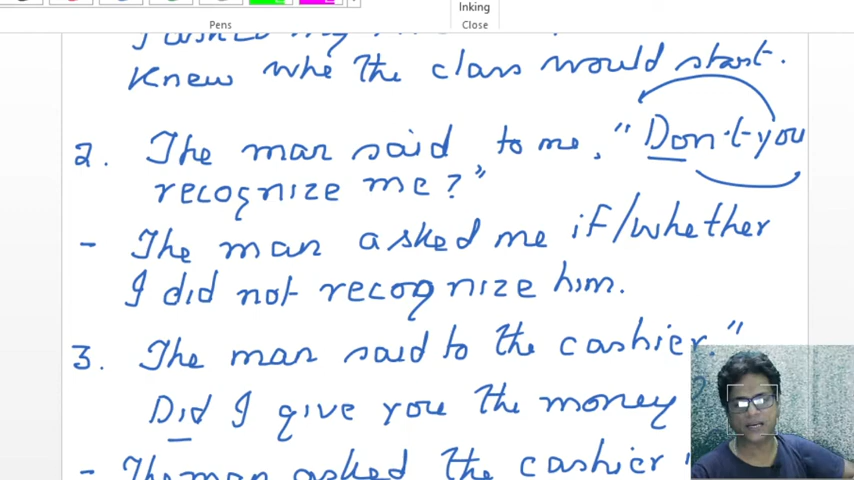 Inking
Pens
Close
Knew whe the class would start.
2. The man said to me, "Don't you
recognize me?"
- The man asked me if/whether
I did not recognize him.
3. The man said to the cashier."
Did I give you the money
- The man asked the cashier